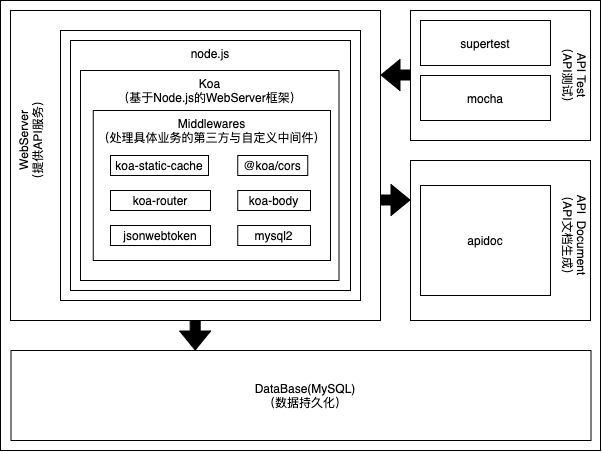 WebServer
(提供API服务)
node.js
Koa
(基于Node.js的WebServer框架)
Middlewares
(处理具体业务的第三方与自定义中间件)
koa-static-cache
@koa/cors
koa-router
koa-body
jsonwebtoken
mysql2
supertest
mocha
API Test
(API测试)
apidoc
API Document
(API文档生成)
DataBase(MySQL)
(数据持久化)